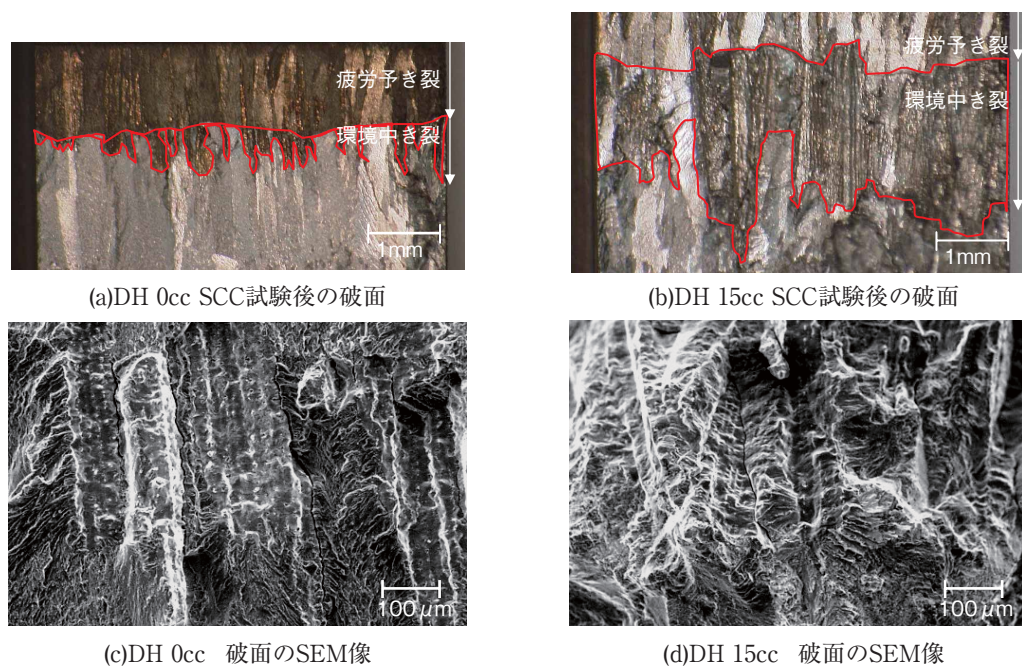 疲労予き裂
環境中き裂
1mm
疲労予き裂
環境中き裂
1mm
(a)DH 0cc SCC試験後の破面
(b)DH 15cc SCC試験後の破面
100μm
100μm
(c)DH 0cc 破面のSEM像
(d)DH 15cc 破面のSEM像